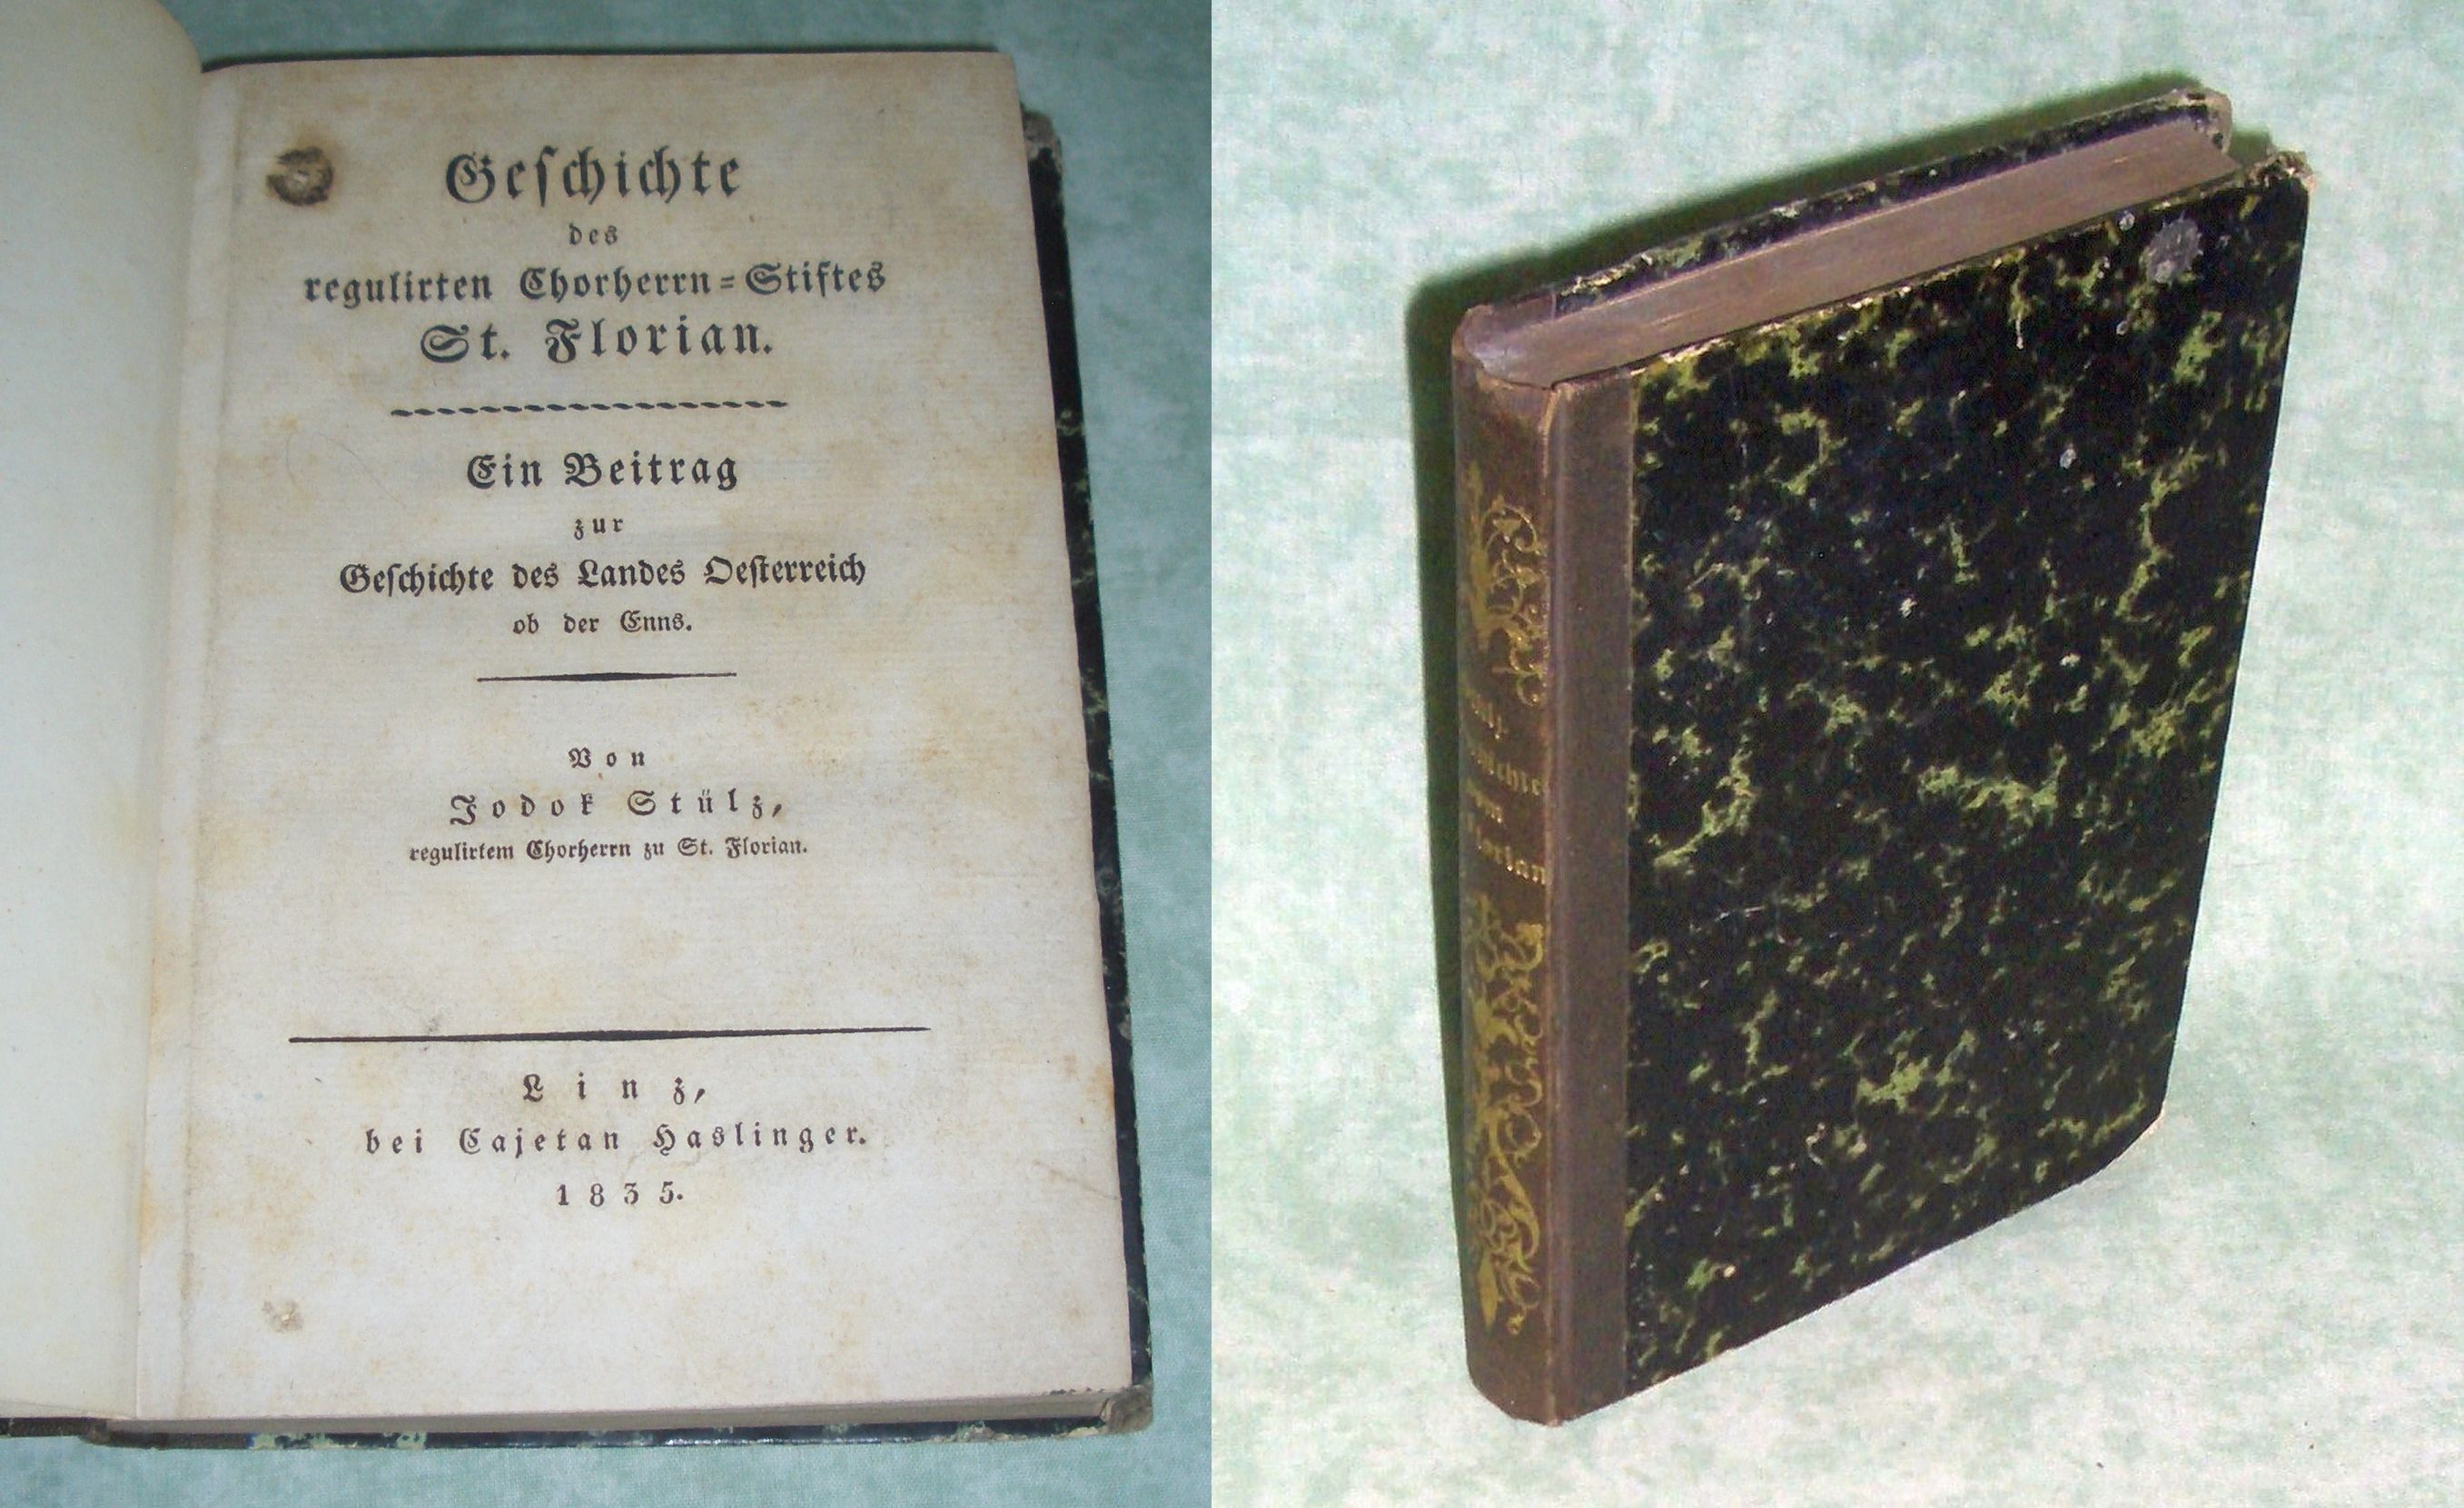 Geſchichte
des
regulirten Chorherrn=Stiftes
St. Florian.
Ein Beitrag
zur
Geſchichte des Landes Oeſterreich
ob der Enns.
Von
Jodok Stülz,
regulirtem Chorherrn zu St. Florian.
Linz,
bei Cajetan Haslinger.
1835.
von